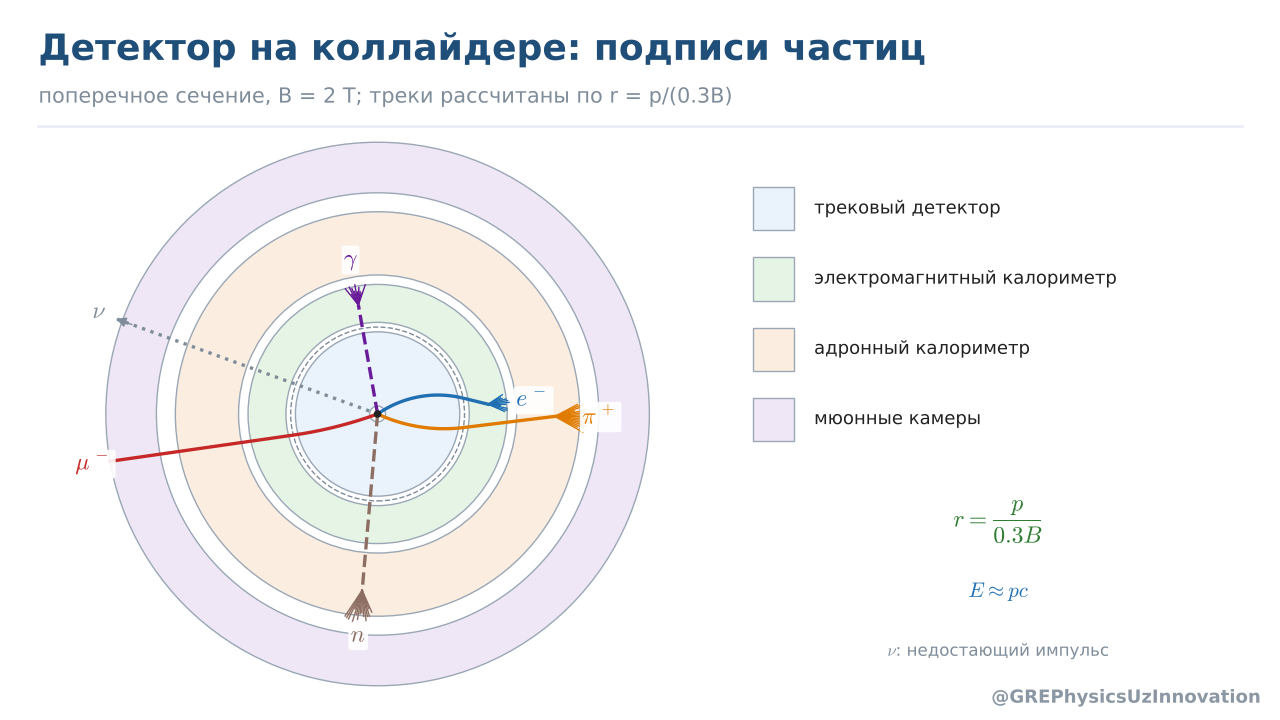 Детектор на коллайдере: подписи частиц
поперечное сечение, B = 2 T; треки рассчитаны по r = p/(0.3B)
γ
ν
e⁻
π⁺
μ⁻
n
трековый детектор
электромагнитный калориметр
адронный калориметр
мюонные камеры
r = p/0.3B
E ≈ pc
ν: недостающий импульс
@GREPhysicsUzInnovation